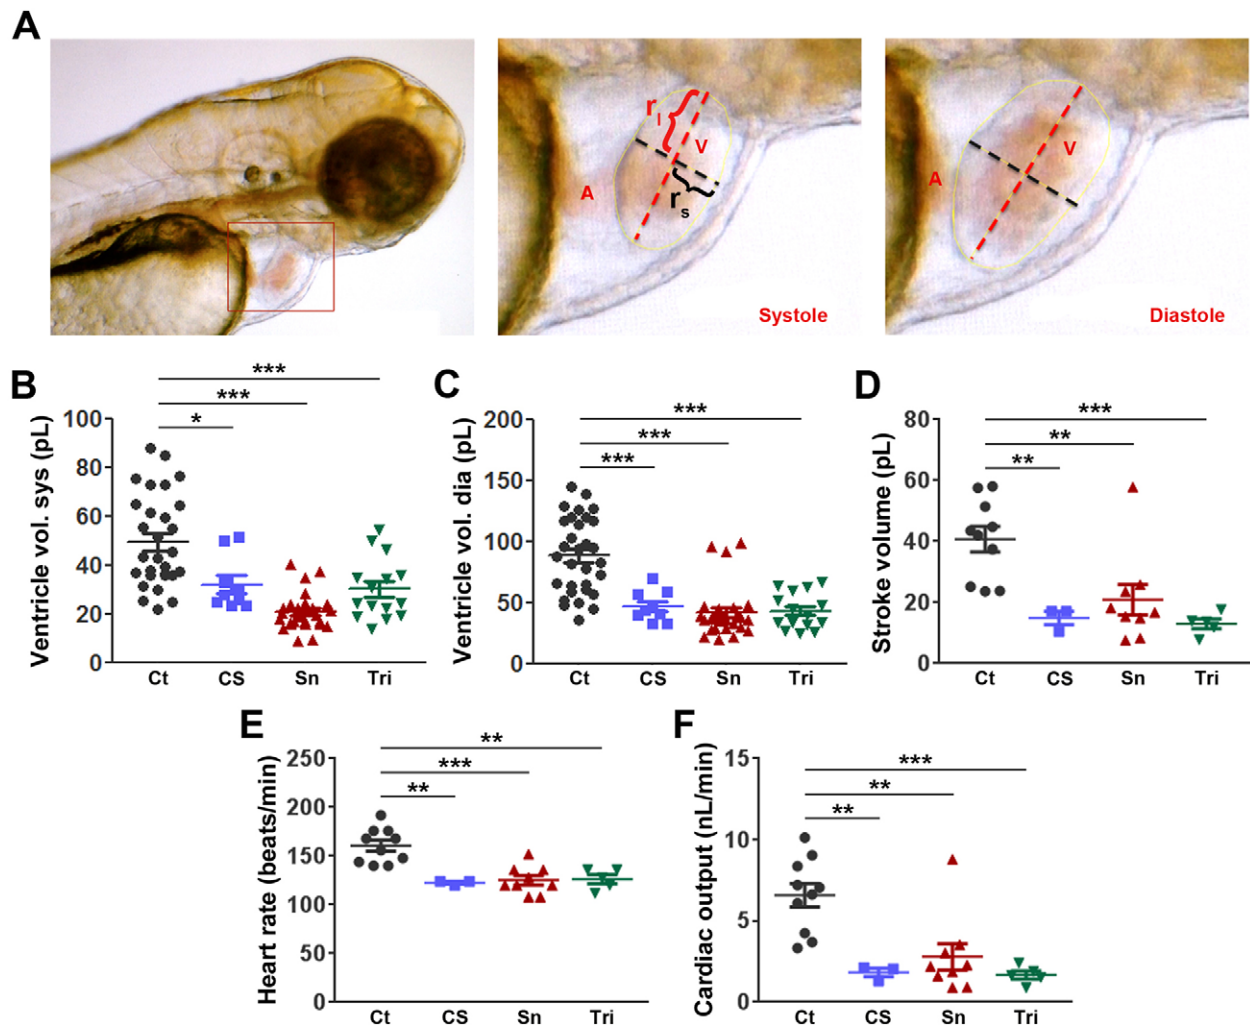 A
r_l
V
A
r_s
Systole
A
V
Diastole
B
***
***
*
Ventricle vol. sys (pL)
100
80
60
40
20
0
Ct CS Sn Tri
C
***
***
***
Ventricle vol. dia (pL)
200
150
100
50
0
Ct CS Sn Tri
D
***
**
**
Stroke volume (pL)
80
60
40
20
0
Ct CS Sn Tri
E
**
***
**
Heart rate (beats/min)
250
200
150
100
50
0
Ct CS Sn Tri
F
***
**
**
Cardiac output (nL/min)
15
10
5
0
Ct CS Sn Tri